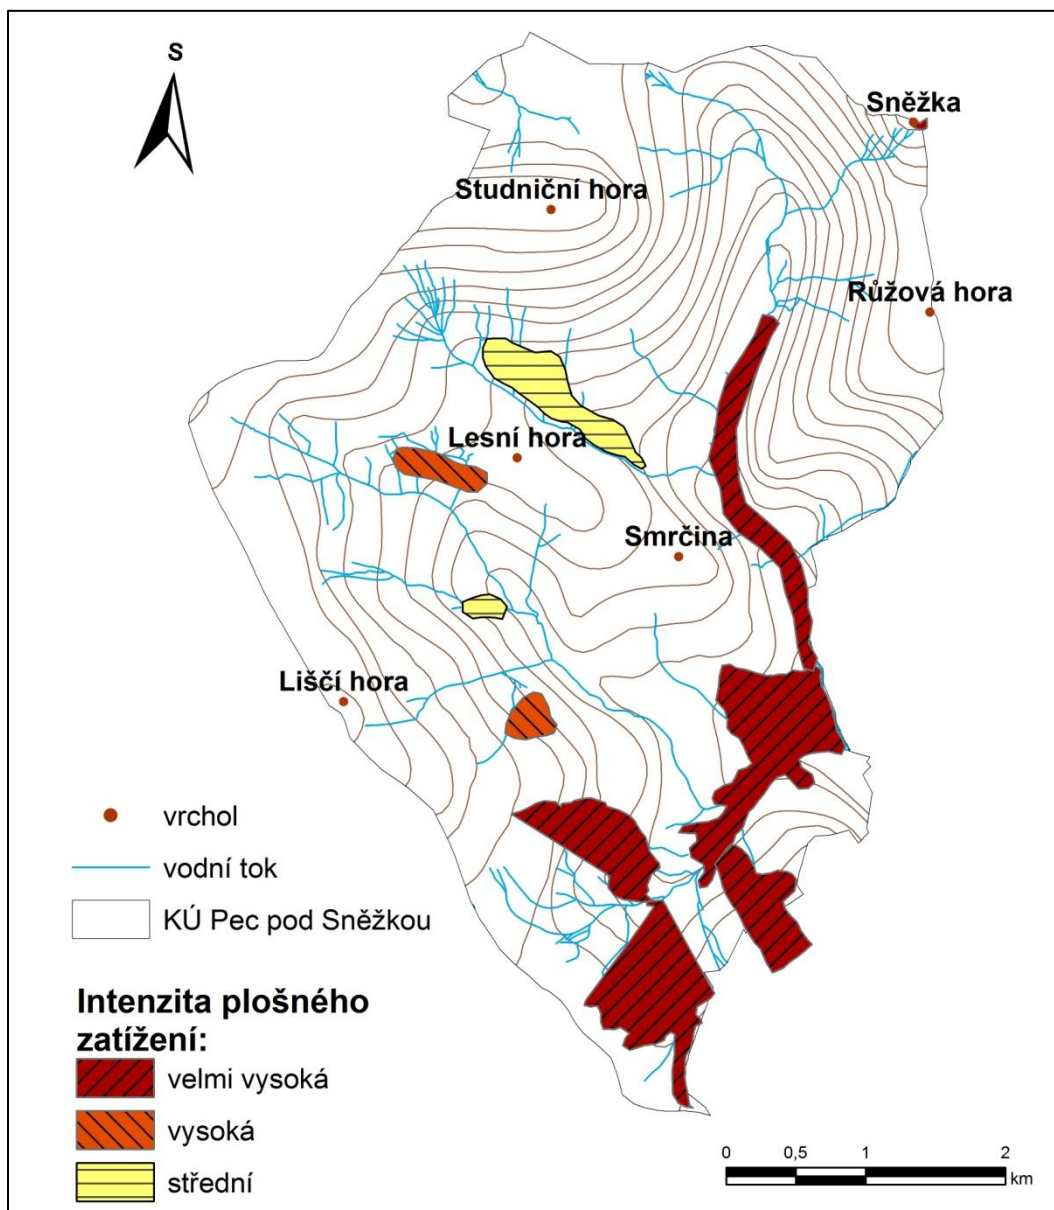 S
Sněžka
Studniční hora
Růžová hora
Lesní hora
Smrčina
Liščí hora
vrchol
vodní tok
KÚ Pec pod Sněžkou
Intenzita plošného
zatížení:
velmi vysoká
vysoká
střední
0 0,5 1 2
km